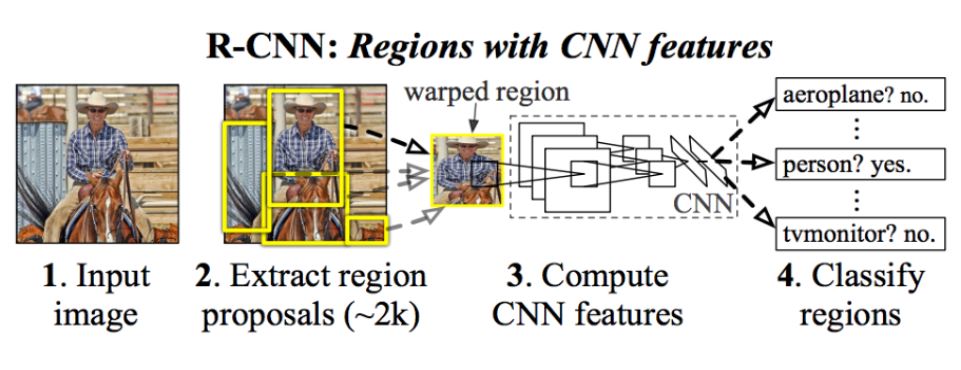 R-CNN: Regions with CNN features
warped region
aeroplane? no.
person? yes.
CNN
tvmonitor? no.
1. Input
image
2. Extract region
proposals (~2k)
3. Compute
CNN features
4. Classify
regions